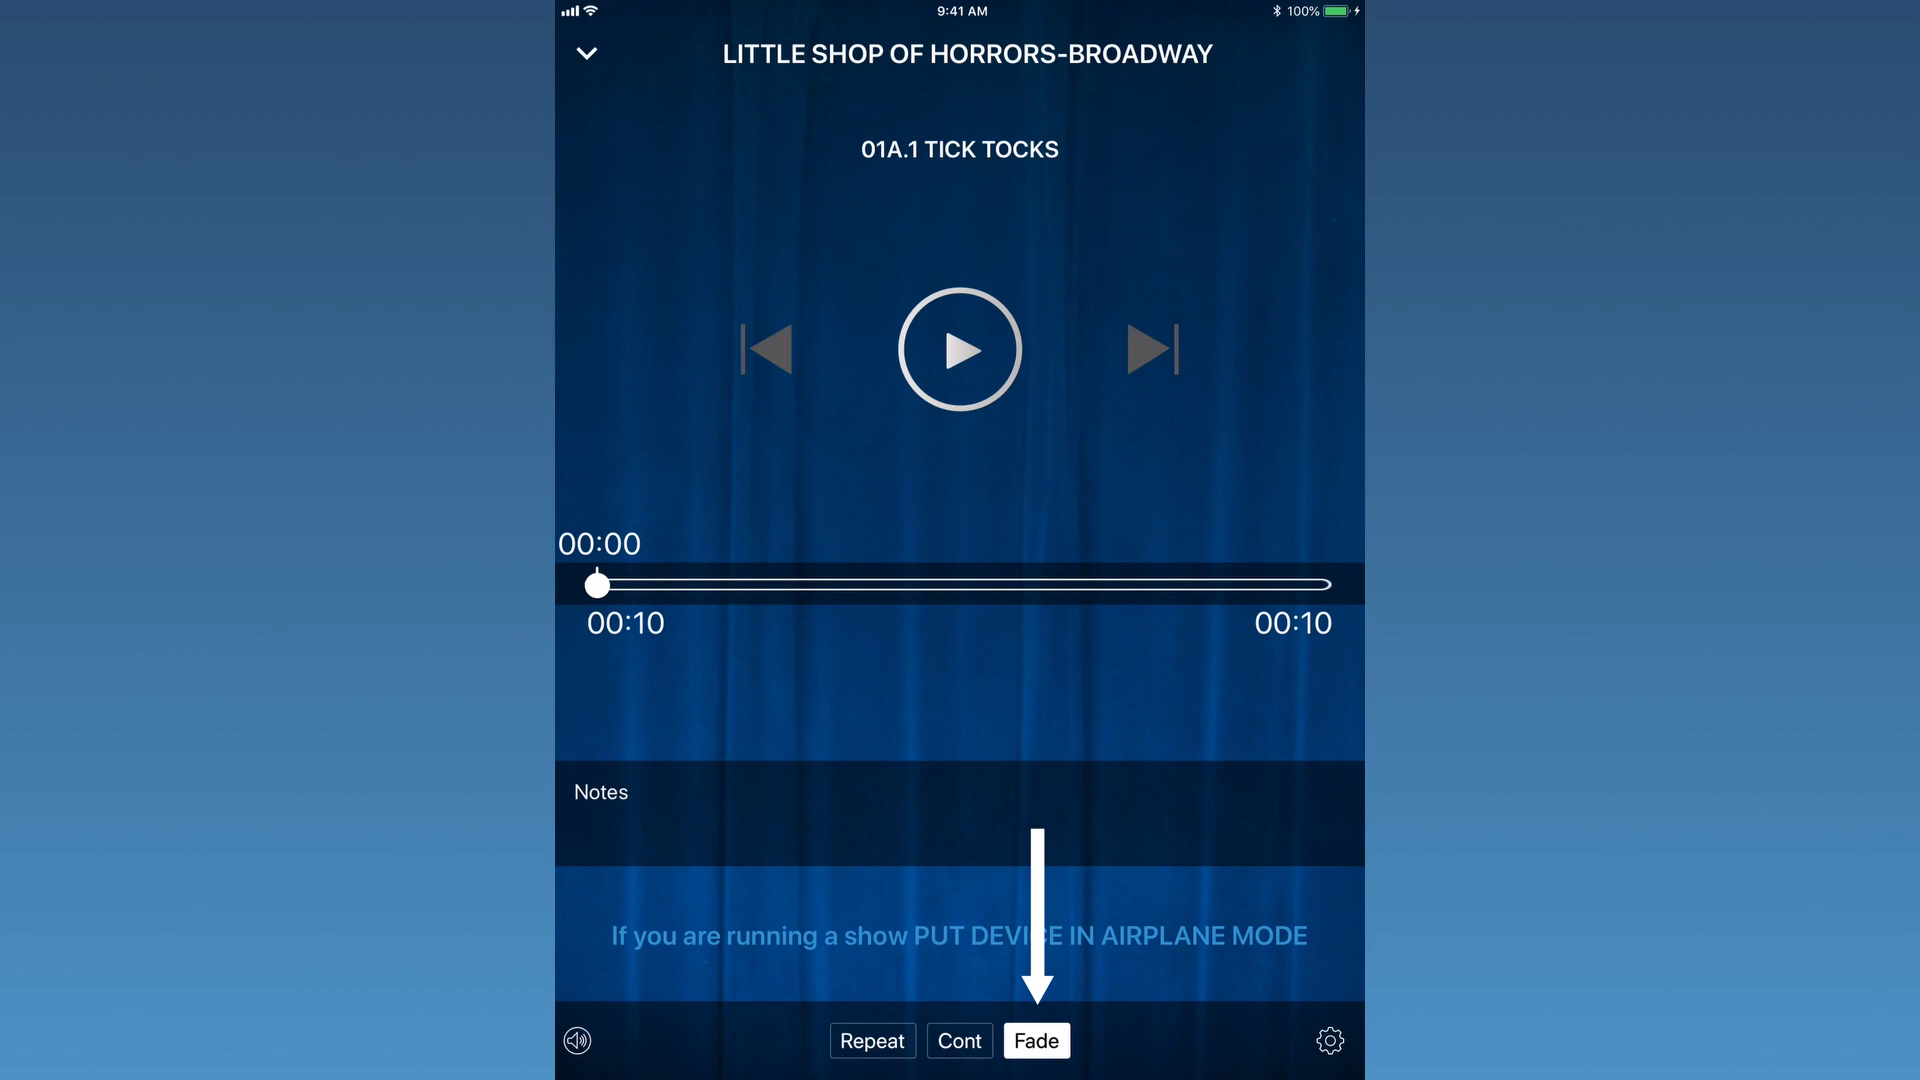 9:41 AM
100%
LITTLE SHOP OF HORRORS-BROADWAY
01A.1 TICK TOCKS
00:00
00:10 00:10
Notes
If you are running a show PUT DEVICE IN AIRPLANE MODE
Repeat Cont Fade